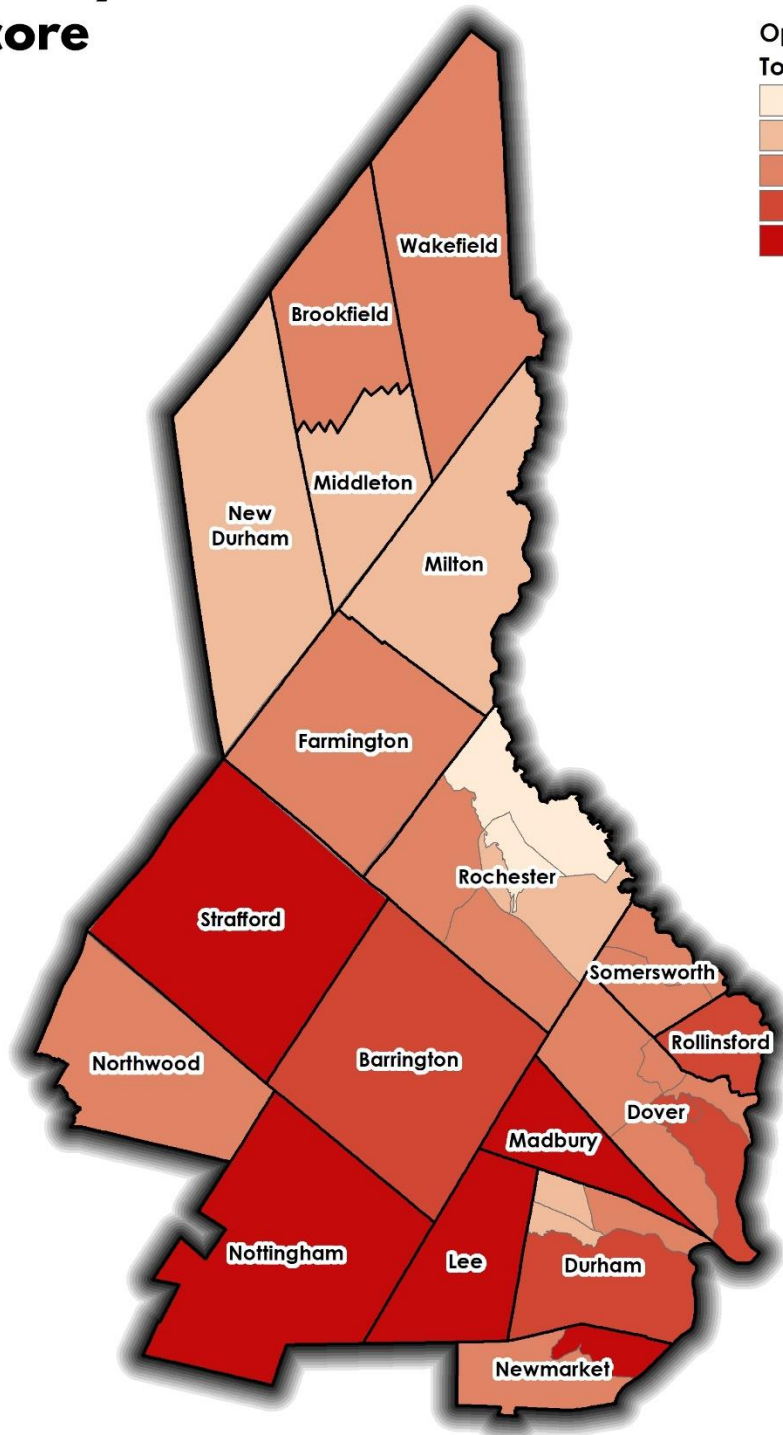 Wakefield
Brookfield
Middleton
New
Durham
Milton
Farmington
Rochester
Strafford
Somersworth
Rollinsford
Northwood
Barrington
Dover
Madbury
Nottingham
Lee
Durham
Newmarket